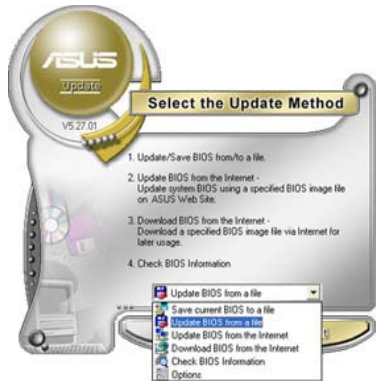 ASUS
Update
V5.27.01
Select the Update Method
1. Update/Save BIOS from/to a file.
2. Update BIOS from the Internet -
Update system BIOS using a specified BIOS image file
on ASUS Web Site.
3. Download BIOS from the Internet -
Download a specified BIOS image file via Internet for
later usage.
4. Check BIOS Information
Update BIOS from a file
Save current BIOS to a file
Update BIOS from a file
Update BIOS from the Internet
Download BIOS from the Internet
Check BIOS Information
Options